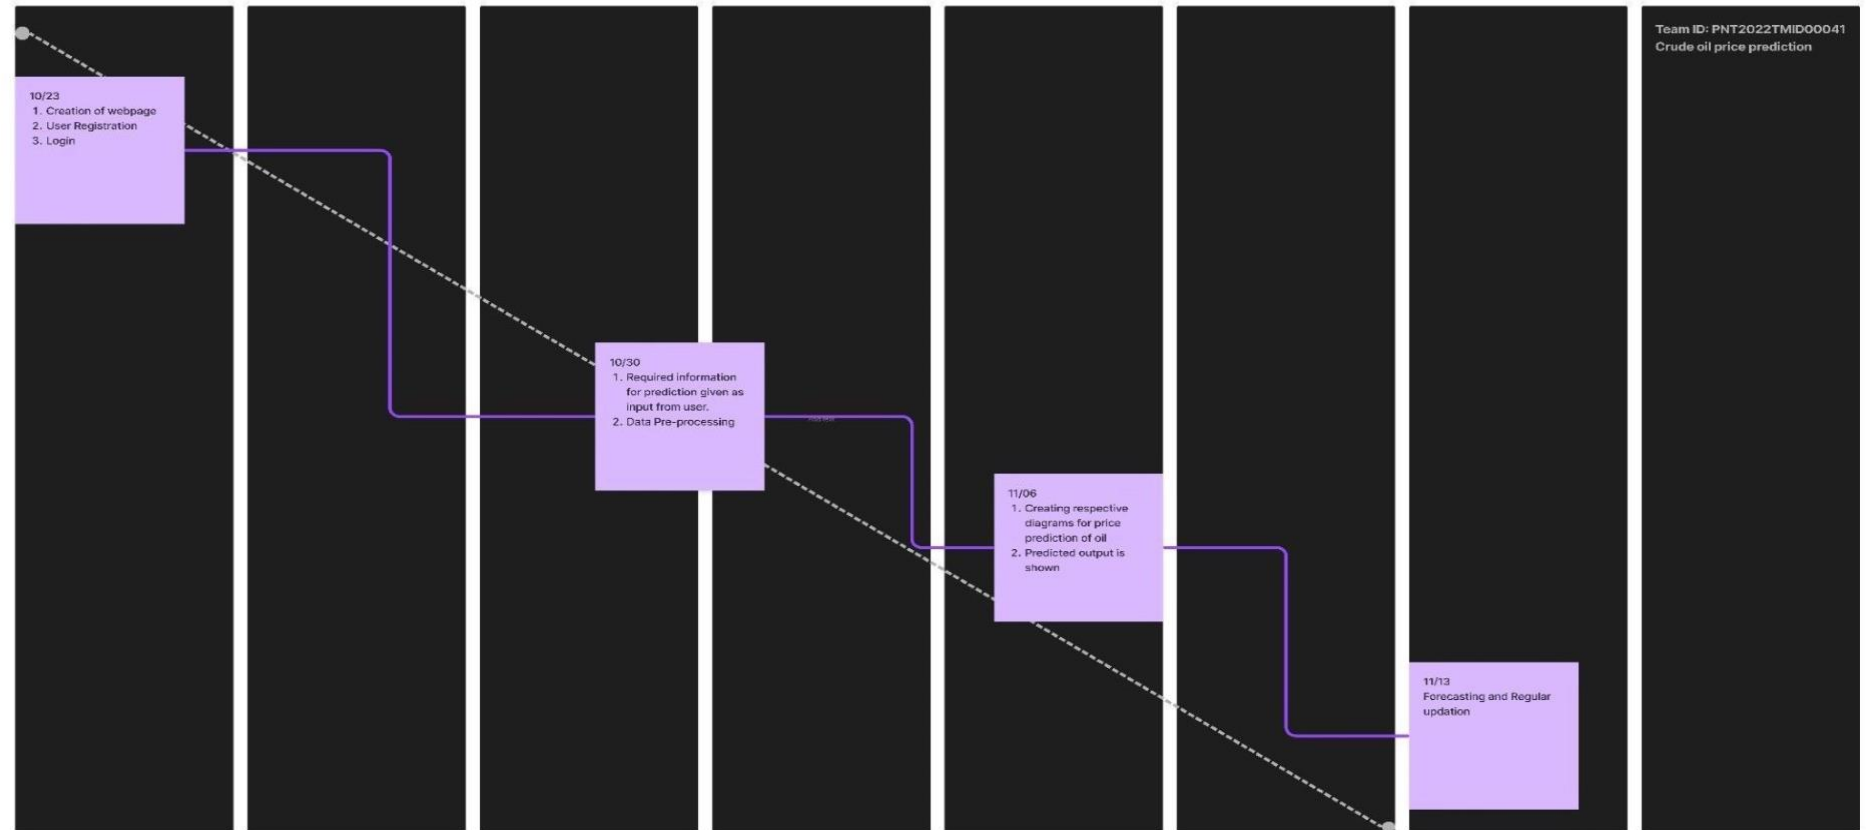 Team ID: PNT2022TMID00041
Crude oil price prediction
10/23
1. Creation of webpage
2. User Registration
3. Login
10/30
1. Required information
for prediction given as
input from user.
2. Data Pre-processing
11/06
1. Creating respective
diagrams for price
prediction of oil
2. Predicted output is
shown
11/13
Forecasting and Regular
updation